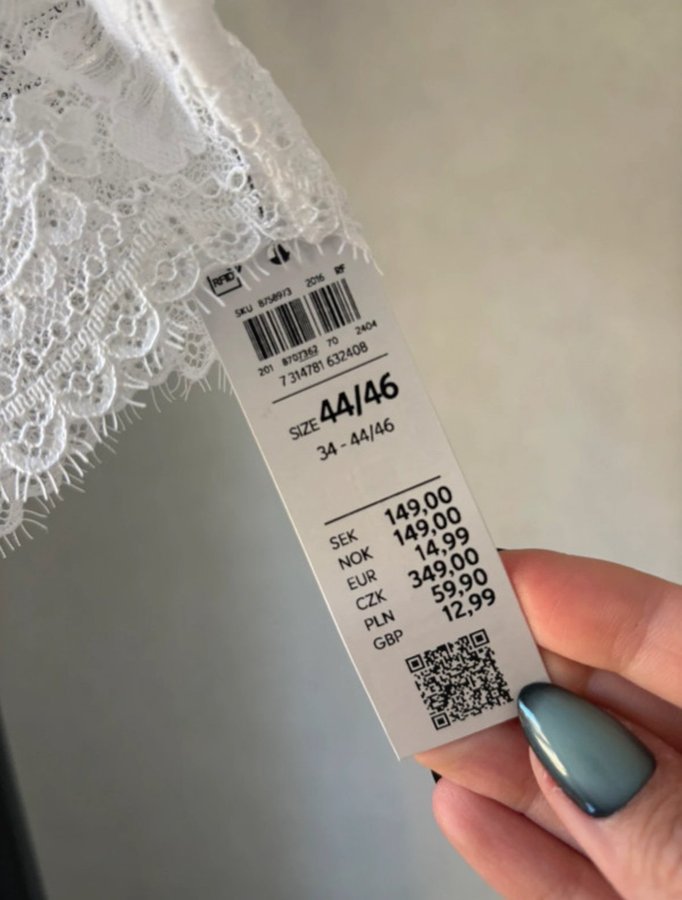 RFID
SKU 8758973 2016 RF
201 8707362 70 2404
7 314781 632408
SIZE 44/46
34 - 44/46
SEK 149,00
NOK 149,00
EUR 14,99
CZK 349,00
PLN 59,90
GBP 12,99